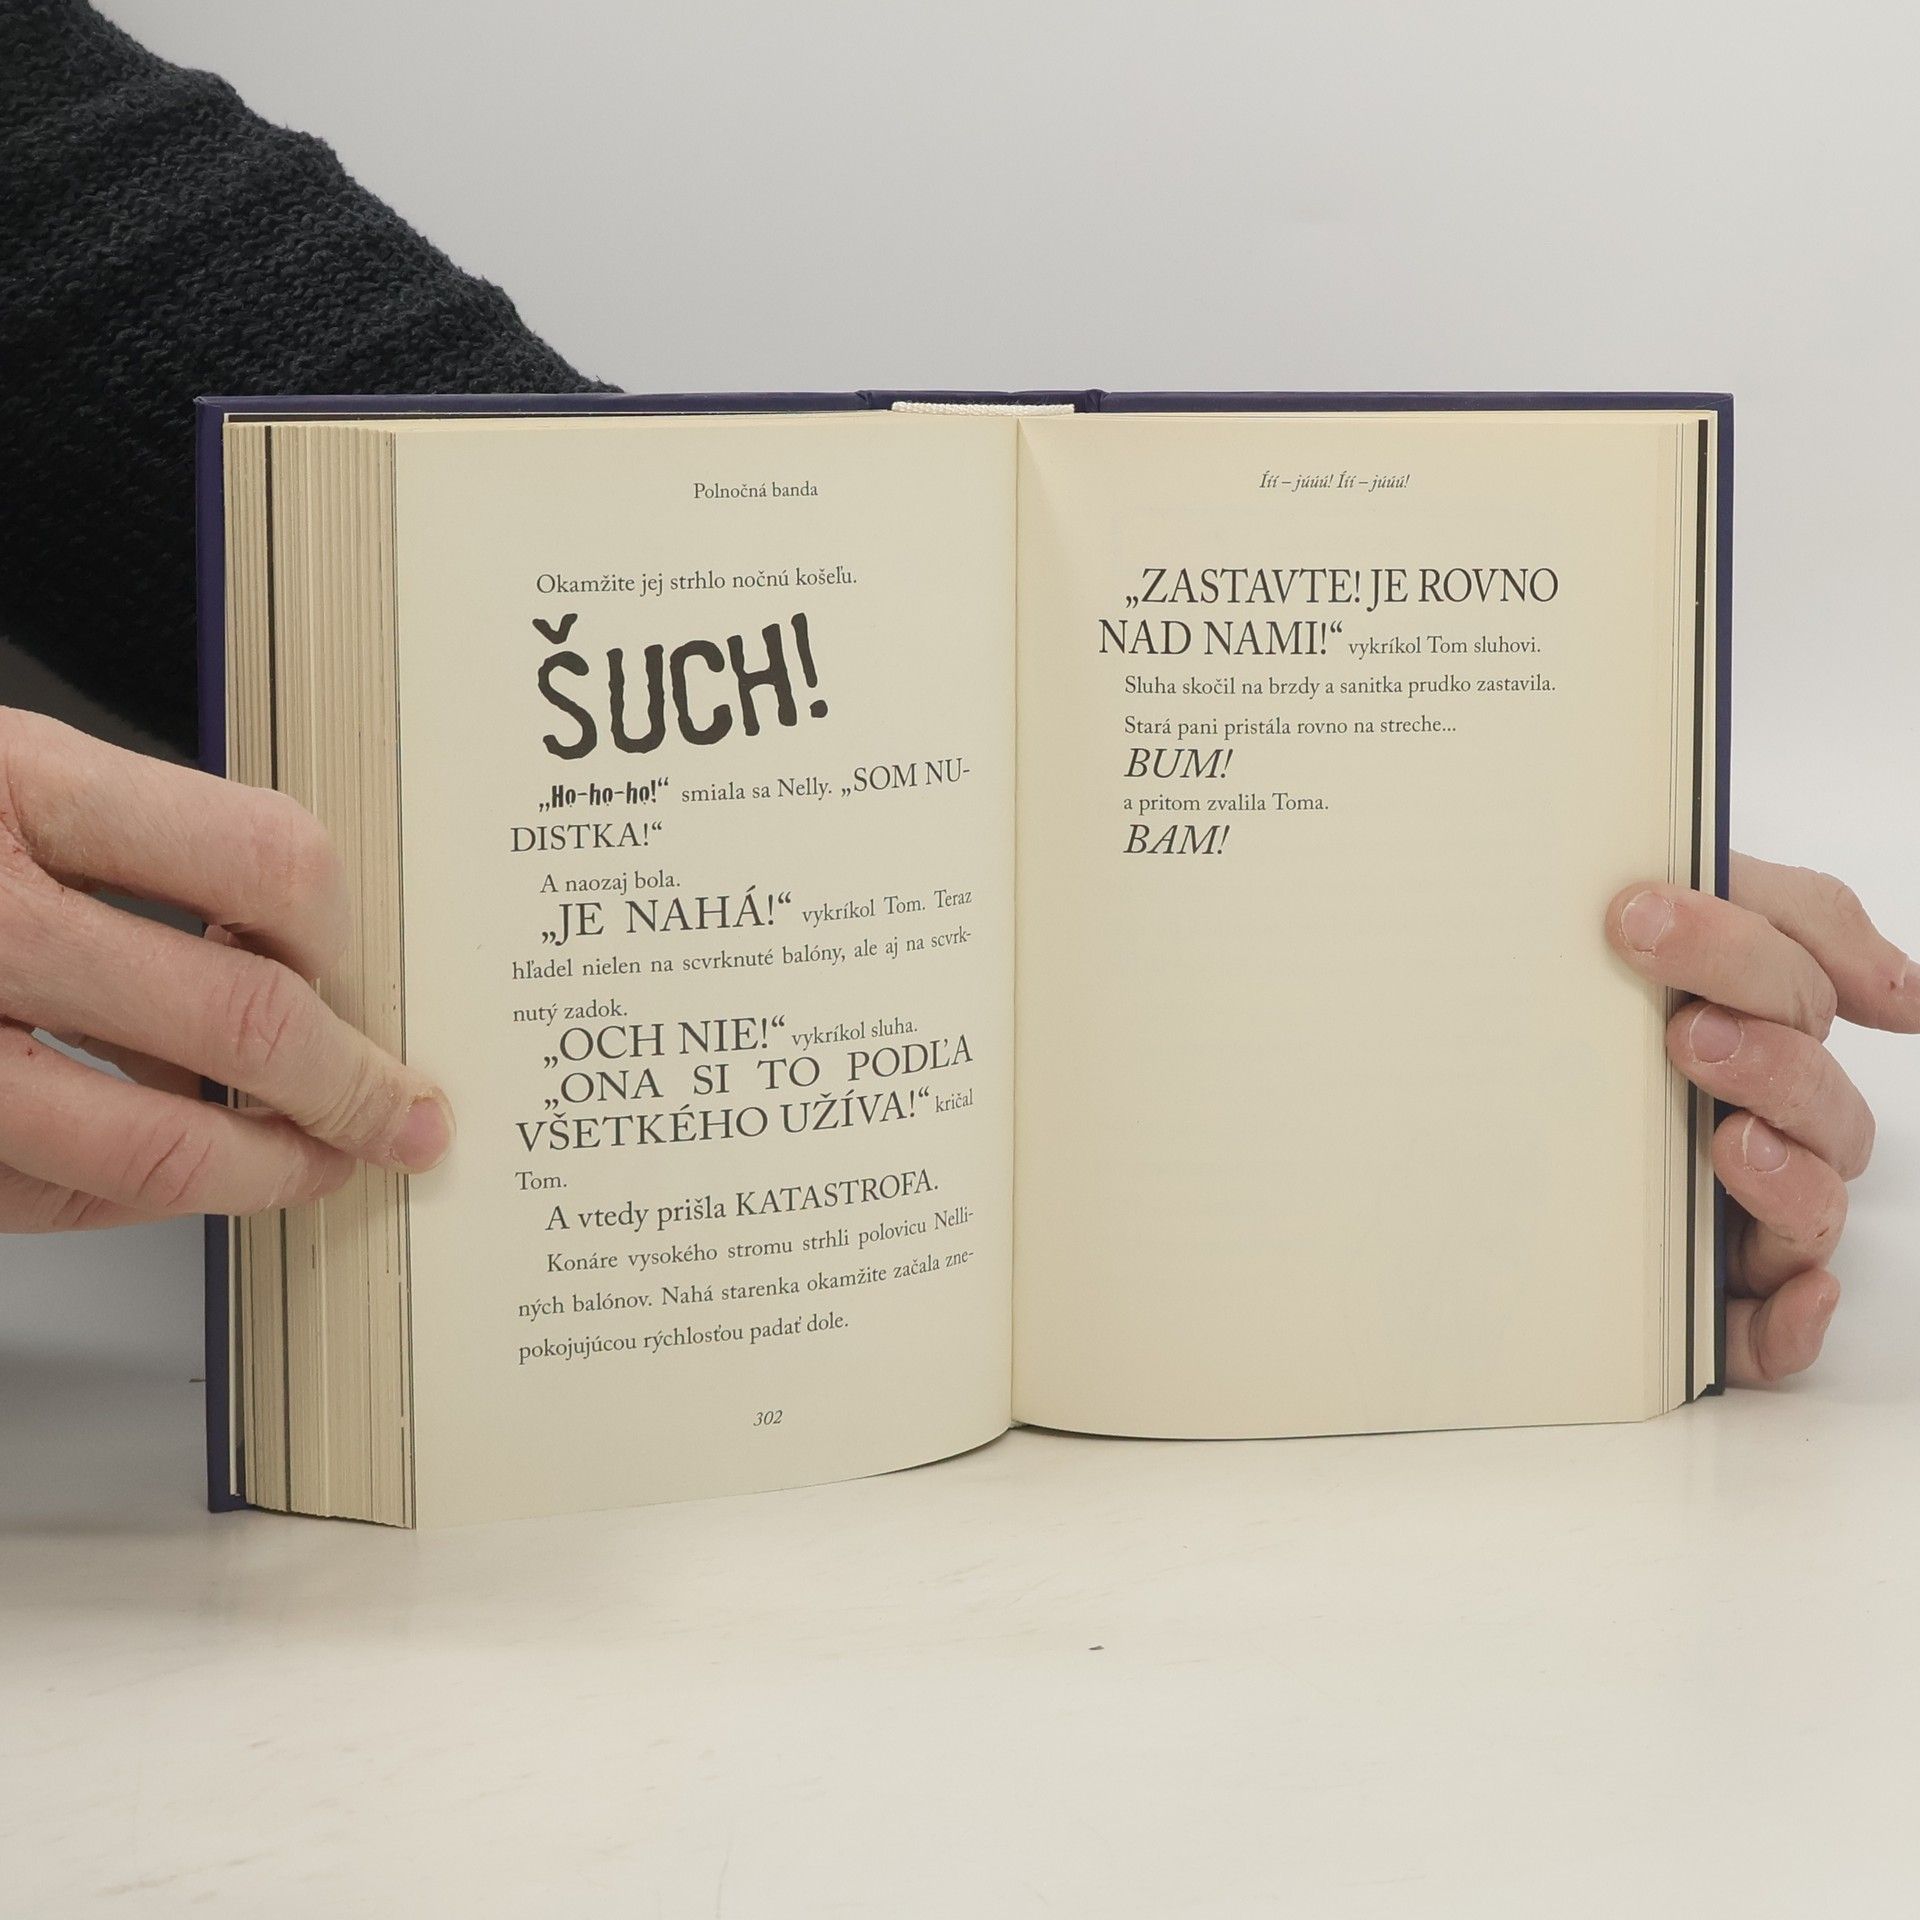 Polnočná banda
Okamžite jej strhlo nočnú košeľu.
ŠUCH!
„Ho-ho-ho!“ smiala sa Nelly. „SOM NU-
DISTKA!“
A naozaj bola.
„JE NAHÁ!“ vykríkol Tom. Teraz
hľadel nielen na scvrknuté balóny, ale aj na scvrk-
nutý zadok.
„OCH NIE!“ vykríkol sluha.
„ONA SI TO PODĽA
VŠETKÉHO UŽÍVA!“ kričal
Tom.
A vtedy prišla KATASTROFA.
Konáre vysokého stromu strhli polovicu Nelli-
ných balónov. Nahá starenka okamžite začala zne-
pokojujúcou rýchlosťou padať dole.
302
Ííí – júúú! Ííí – júúú!
„ZASTAVTE! JE ROVNO
NAD NAMI!“ vykríkol Tom sluhovi.
Sluha skočil na brzdy a sanitka prudko zastavila.
Stará pani pristála rovno na streche...
BUM!
a pritom zvalila Toma.
BAM!